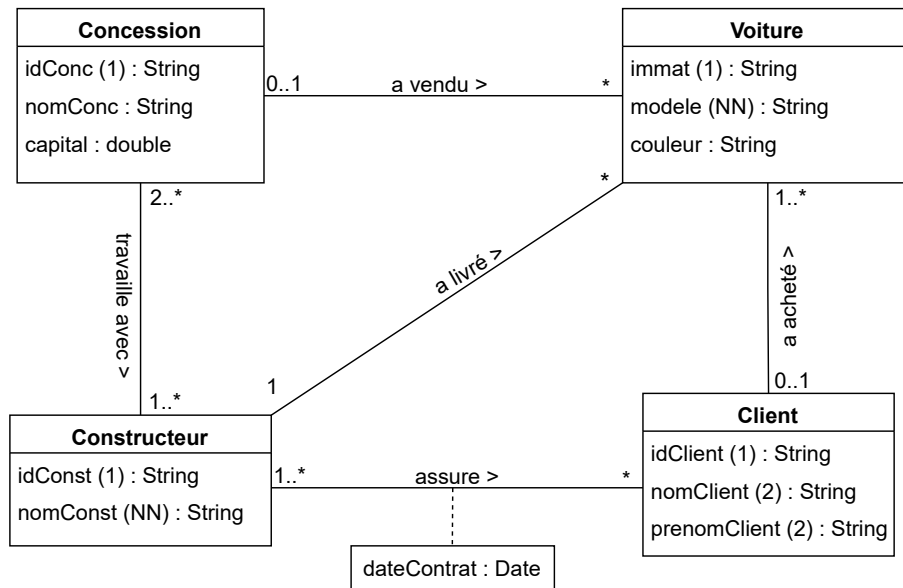 Concession
idConc (1) : String
nomConc : String
capital : double
0..1
a vendu >
*
Voiture
immat (1) : String
modele (NN) : String
couleur : String
2..*
travaille avec >
1..*
*
a livré >
1
1..*
a acheté >
0..1
Constructeur
idConst (1) : String
nomConst (NN) : String
1..*
assure >
*
dateContrat : Date
Client
idClient (1) : String
nomClient (2) : String
prenomClient (2) : String